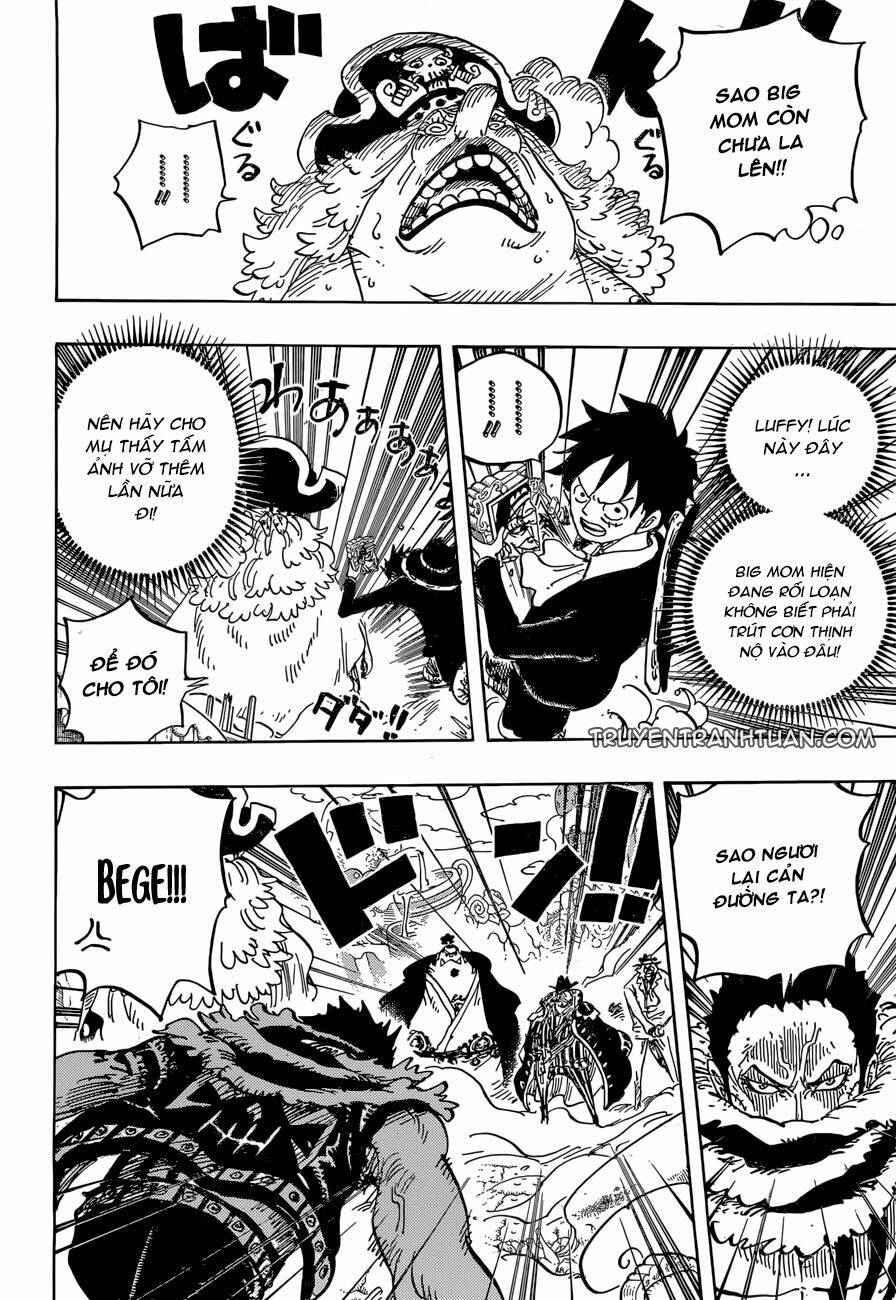 ばん
SAO BIG
MOM CÒN
CHƯA LA
LÊN!!
ぐる
ぐる
........!!
LUFFY! LÚC
NÀY ĐÂY
...
BIG MOM HIỆN
ĐANG RỐI LOẠN
KHÔNG BIẾT PHẢI
TRÚT CƠN THỊNH
NỘ VÀO ĐÂU!
........!!
わあぁぁぁ
NÊN HÃY CHO
MỤ THẤY TẤM
ẢNH VỠ THÊM
LẦN NỮA
ĐI!
ĐỂ ĐÓ
CHO TÔI!
ダダッ!!
TRUYENTRANHTUAN.COM
SAO NGƯƠI
LẠI CẢN
ĐƯỜNG TA?!
ドン!!
BEGE!!!